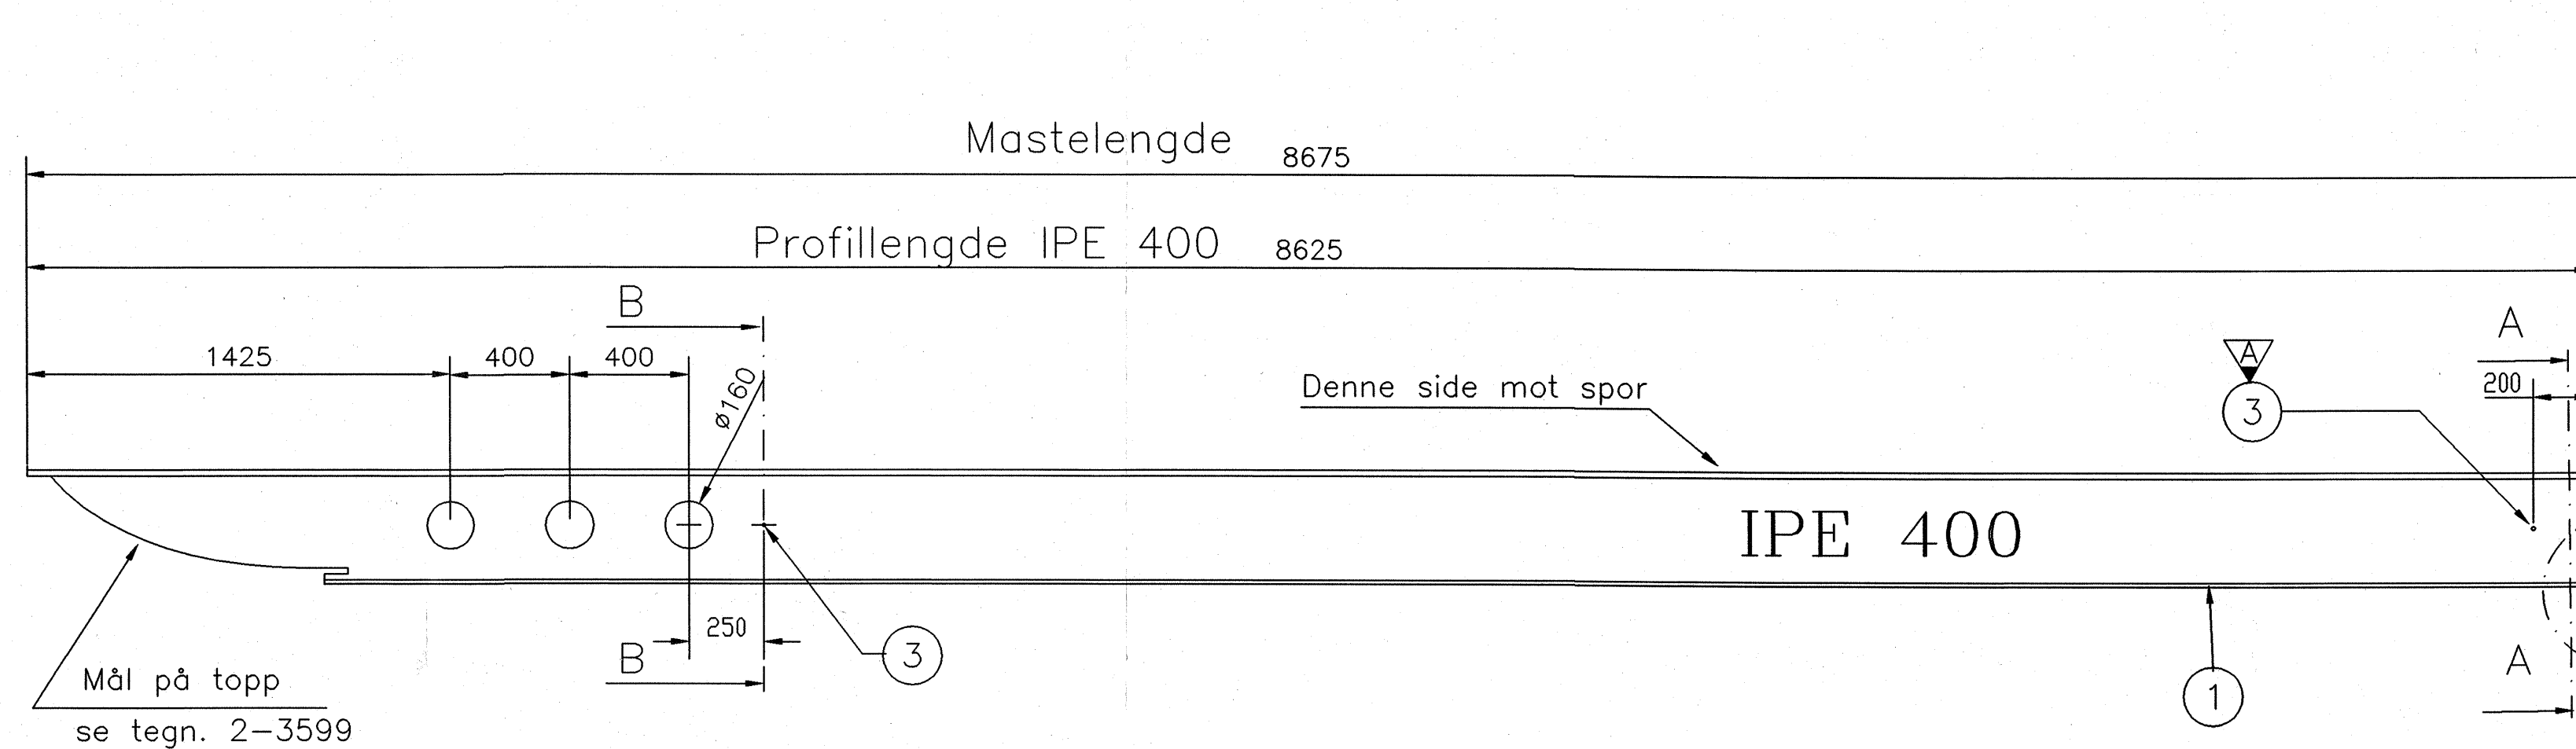 Mastelengde 8675
Profillengde IPE 400 8625
B
A
1425 400 400
A
Ø160
Denne side mot spor
200
3
IPE 400
250
3
B
A
1
Mål på topp
se tegn. 2-3599